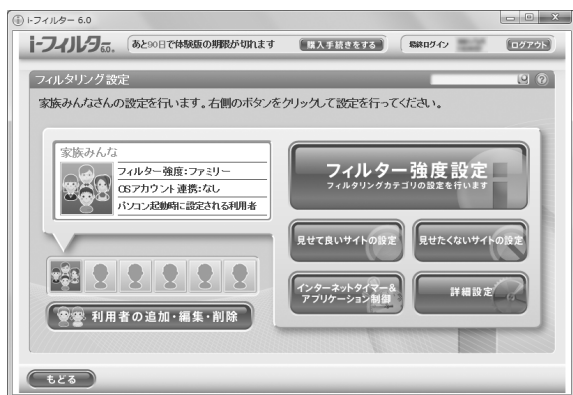 i-フィルター 6.0
i-フィルター6.0®
あと90日で体験版の期限が切れます
購入手続きをする
最終ログイン
ログアウト
フィルタリング設定
家族みんなさんの設定を行います。右側のボタンをクリックして設定を行ってください。
家族みんな
フィルター強度:ファミリー
OSアカウント連携:なし
パソコン起動時に設定される利用者
フィルター強度設定
フィルタリングカテゴリの設定を行います
見せて良いサイトの設定
見せたくないサイトの設定
インターネットタイマー&
アプリケーション制御
詳細設定
利用者の追加・編集・削除
もどる